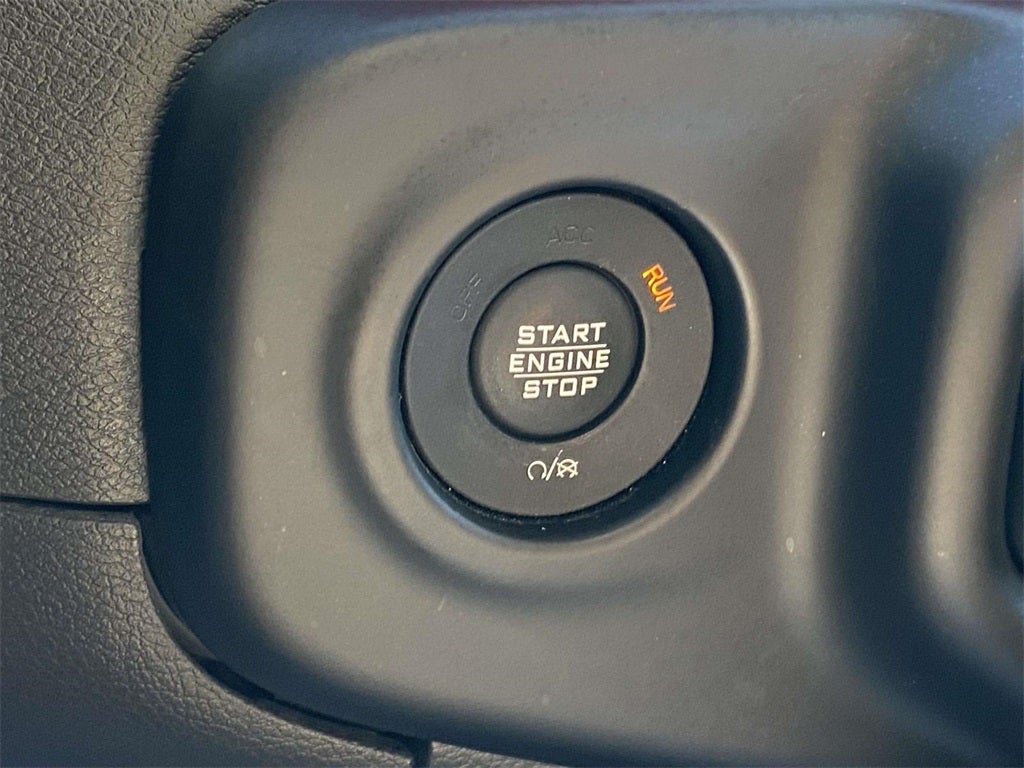 OFF
ACC
RUN
START
ENGINE
STOP